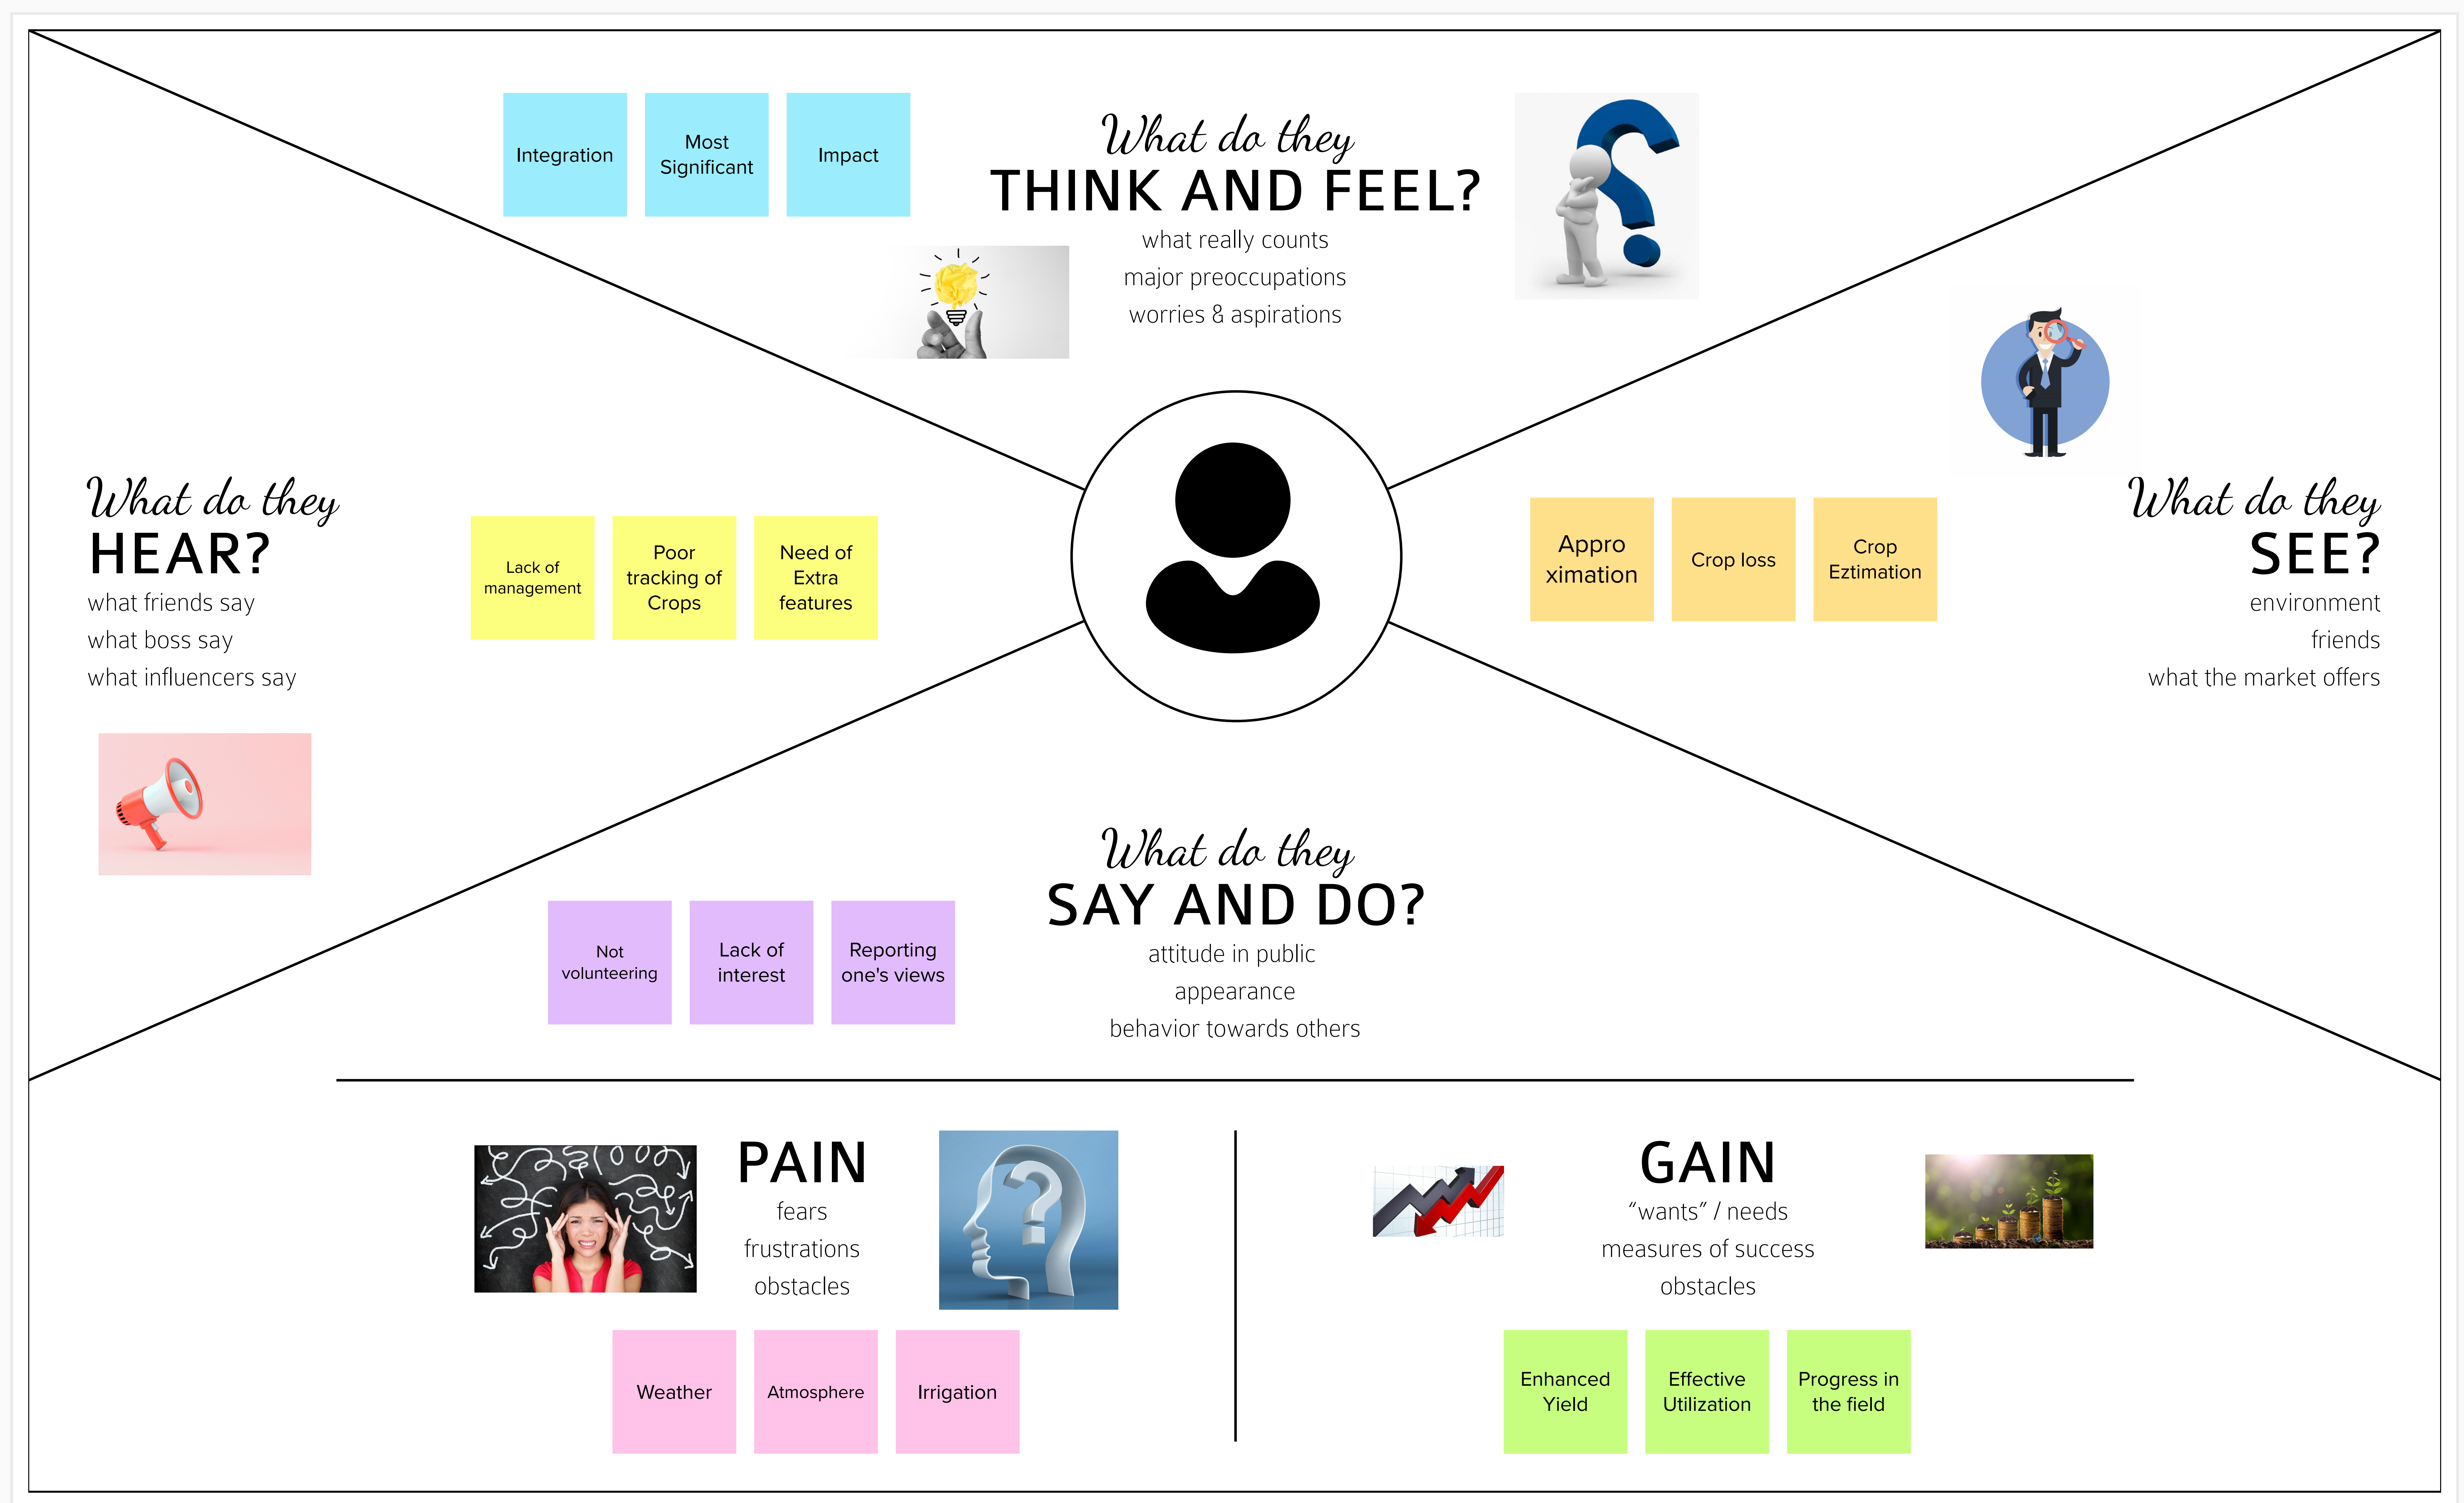 Integration
Most
Significant
Impact
What do they
THINK AND FEEL?
what really counts
major preoccupations
worries & aspirations
What do they
HEAR?
what friends say
what boss say
what influencers say
Lack of
management
Poor
tracking of
Crops
Need of
Extra
features
Appro
ximation
Crop loss
Crop
Eztimation
What do they
SEE?
environment
friends
what the market offers
What do they
SAY AND DO?
attitude in public
appearance
behavior towards others
Not
volunteering
Lack of
interest
Reporting
one's views
PAIN
fears
frustrations
obstacles
Weather
Atmosphere
Irrigation
GAIN
“wants” / needs
measures of success
obstacles
Enhanced
Yield
Effective
Utilization
Progress in
the field